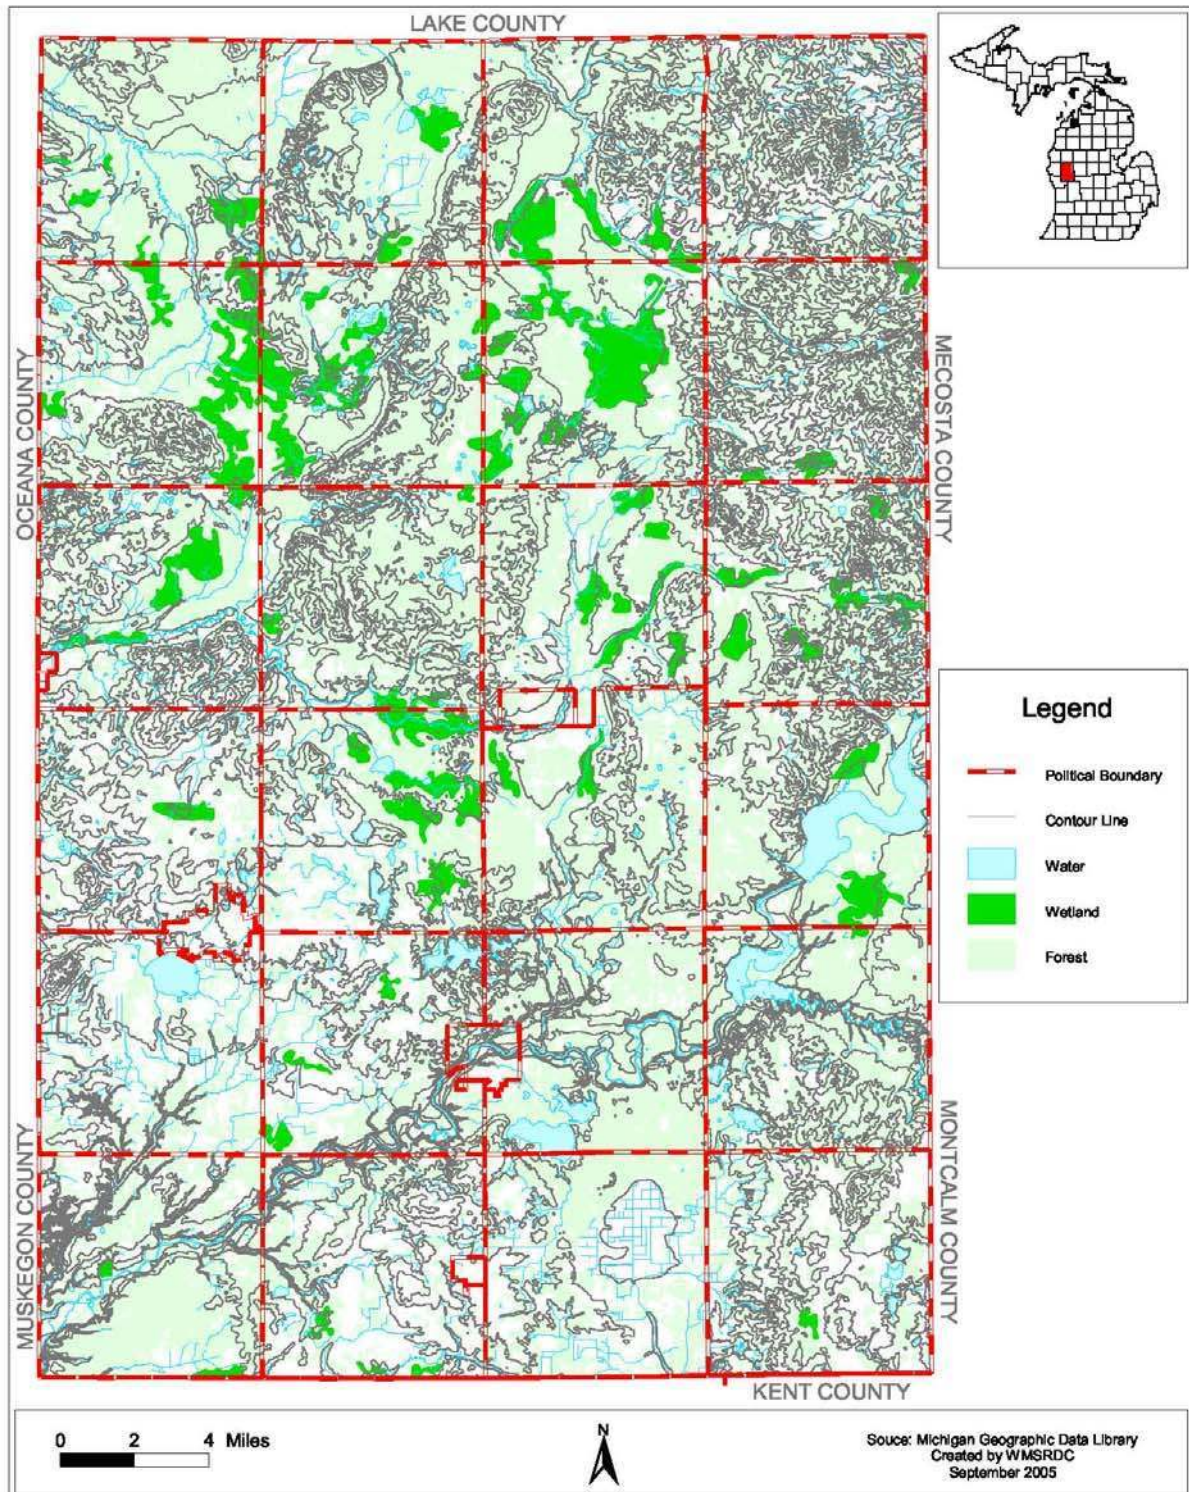 LAKE COUNTY
OCEANA COUNTY
MECOSTA COUNTY
MUSKEGON COUNTY
MONTCALM COUNTY
KENT COUNTY
Legend
Political Boundary
Contour Line
Water
Wetland
Forest
0 2 4 Miles
N
Souce: Michigan Geographic Data Library
Created by WMSRDC
September 2005